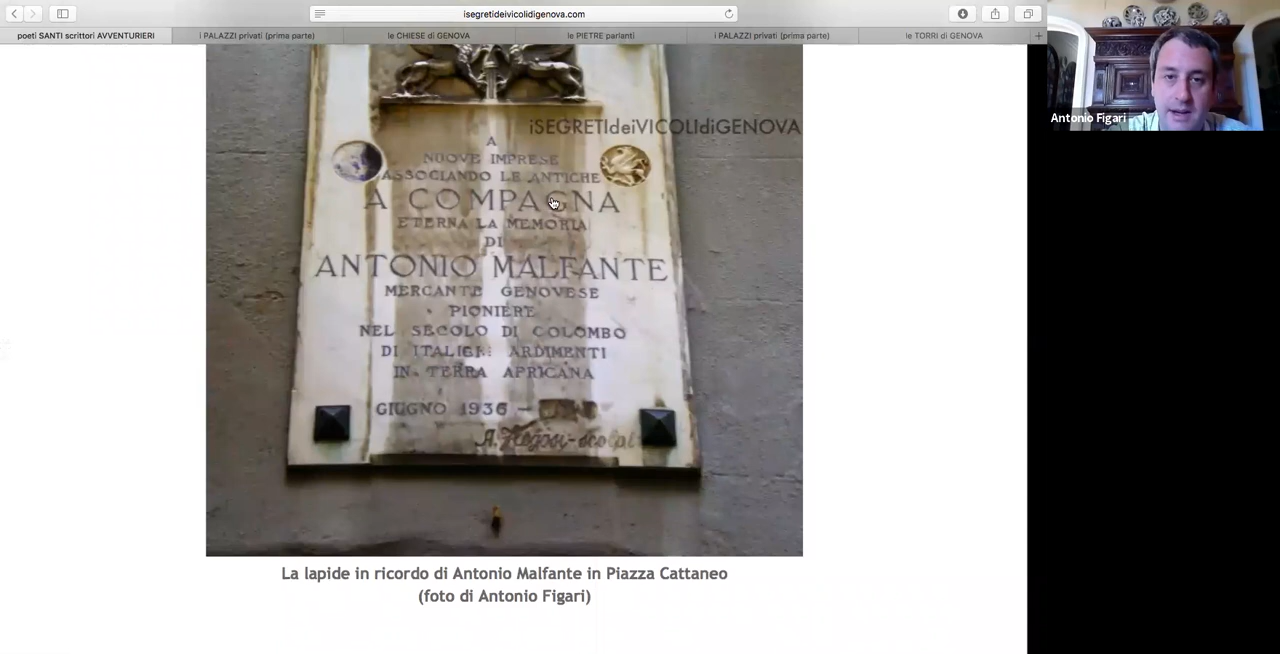 isegretideivicolidigenova.com
poeti SANTI scrittori AVVENTURIERI
i PALAZZI privati (prima parte)
le CHIESE di GENOVA
le PIETRE parlanti
i PALAZZI privati (prima parte)
le TORRI di GENOVA
Antonio Figari
iSEGRETIdeiVICOLIdiGENOVA
A
NUOVE IMPRESE
ASSOCIANDO LE ANTICHE
A COMPAGNA
ETERNA LA MEMORIA
DI
ANTONIO MALFANTE
MERCANTE GENOVESE
PIONIERE
NEL SECOLO DI COLOMBO
DI ITALICI ARDIMENTI
IN TERRA AFRICANA
GIUGNO 1936 –
A.
La lapide in ricordo di Antonio Malfante in Piazza Cattaneo
(foto di Antonio Figari)